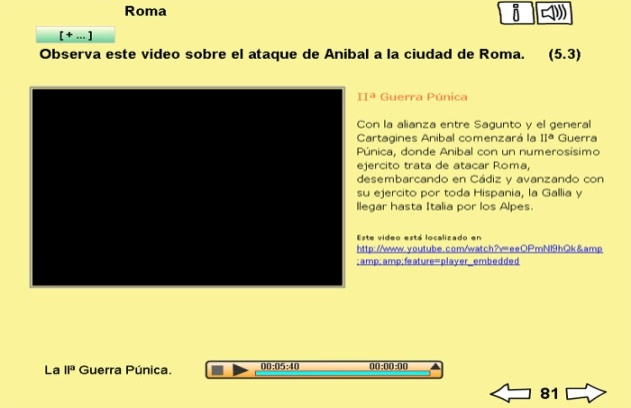 Roma
[+ ...]
Observa este video sobre el ataque de Anibal a la ciudad de Roma. (5.3)
IIª Guerra Púnica
Con la alianza entre Sagunto y el general
Cartagines Anibal comenzará la IIª Guerra
Púnica, donde Anibal con un numerosísimo
ejercito trata de atacar Roma,
desembarcando en Cádiz y avanzando con
su ejercito por toda Hispania, la Gallia y
llegar hasta Italia por los Alpes.
Este video está localizado en
http://www.youtube.com/watch?v=eeOPmNl9hQk&amp
;amp;amp;feature=player_embedded
La IIª Guerra Púnica.
00:05:40 00:00:00
81